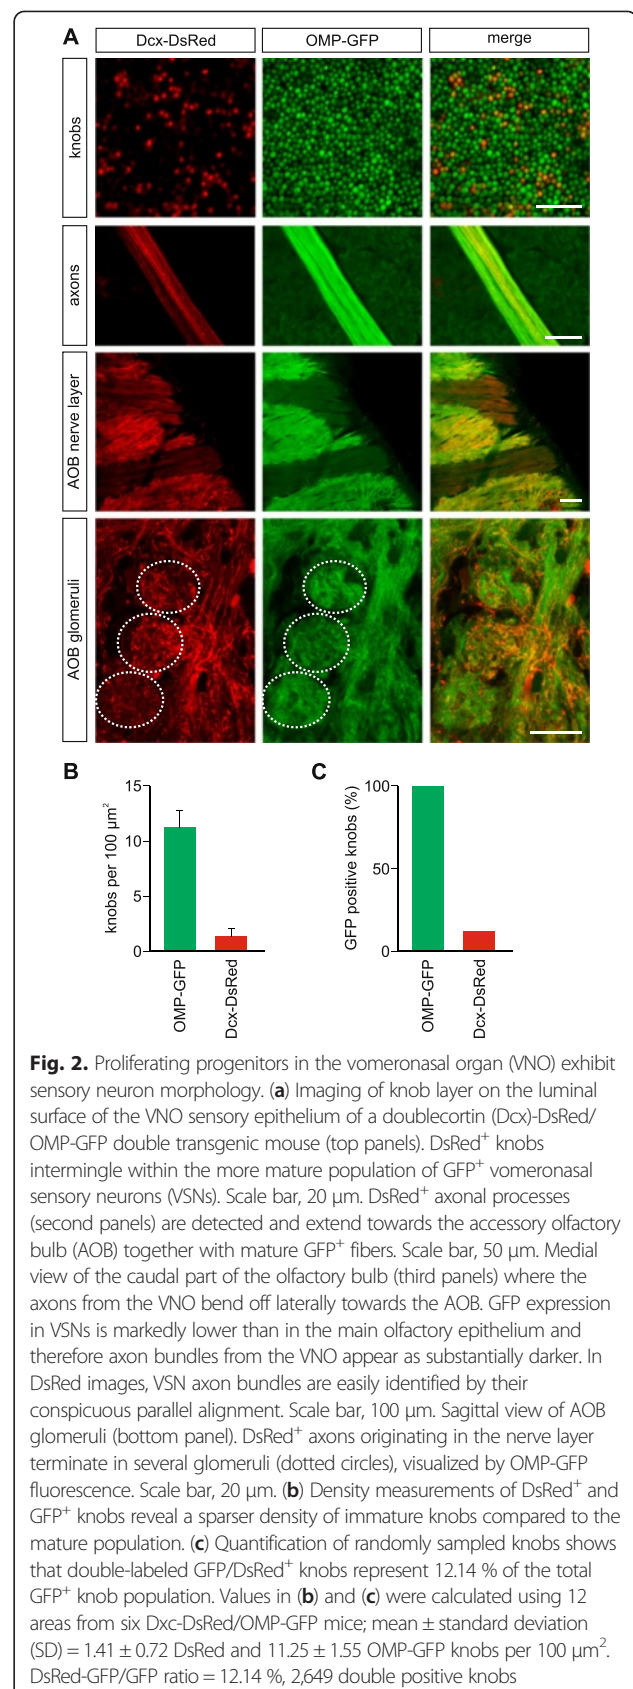 A
Dcx-DsRed
OMP-GFP
merge
knobs
axons
AOB nerve layer
AOB glomeruli
B
C
knobs per 100 µm²
15
10
5
0
OMP-GFP
Dcx-DsRed
GFP positive knobs (%)
100
50
0
OMP-GFP
Dcx-DsRed
Fig. 2. Proliferating progenitors in the vomeronasal organ (VNO) exhibit
sensory neuron morphology. (a) Imaging of knob layer on the luminal
surface of the VNO sensory epithelium of a doublecortin (Dcx)-DsRed/
OMP-GFP double transgenic mouse (top panels). DsRed⁺ knobs
intermingle within the more mature population of GFP⁺ vomeronasal
sensory neurons (VSNs). Scale bar, 20 µm. DsRed⁺ axonal processes
(second panels) are detected and extend towards the accessory olfactory
bulb (AOB) together with mature GFP⁺ fibers. Scale bar, 50 µm. Medial
view of the caudal part of the olfactory bulb (third panels) where the
axons from the VNO bend off laterally towards the AOB. GFP expression
in VSNs is markedly lower than in the main olfactory epithelium and
therefore axon bundles from the VNO appear as substantially darker. In
DsRed images, VSN axon bundles are easily identified by their
conspicuous parallel alignment. Scale bar, 100 µm. Sagittal view of AOB
glomeruli (bottom panel). DsRed⁺ axons originating in the nerve layer
terminate in several glomeruli (dotted circles), visualized by OMP-GFP
fluorescence. Scale bar, 20 µm. (b) Density measurements of DsRed⁺ and
GFP⁺ knobs reveal a sparser density of immature knobs compared to the
mature population. (c) Quantification of randomly sampled knobs shows
that double-labeled GFP/DsRed⁺ knobs represent 12.14 % of the total
GFP⁺ knob population. Values in (b) and (c) were calculated using 12
areas from six Dxc-DsRed/OMP-GFP mice; mean ± standard deviation
(SD) = 1.41 ± 0.72 DsRed and 11.25 ± 1.55 OMP-GFP knobs per 100 µm².
DsRed-GFP/GFP ratio = 12.14 %, 2,649 double positive knobs